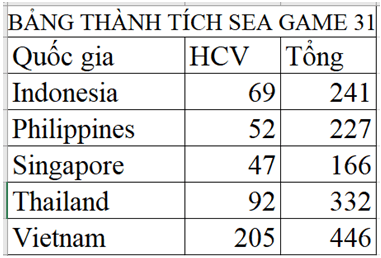 BẢNG THÀNH TÍCH SEA GAME 31
Quốc gia HCV Tổng
Indonesia 69 241
Philippines 52 227
Singapore 47 166
Thailand 92 332
Vietnam 205 446